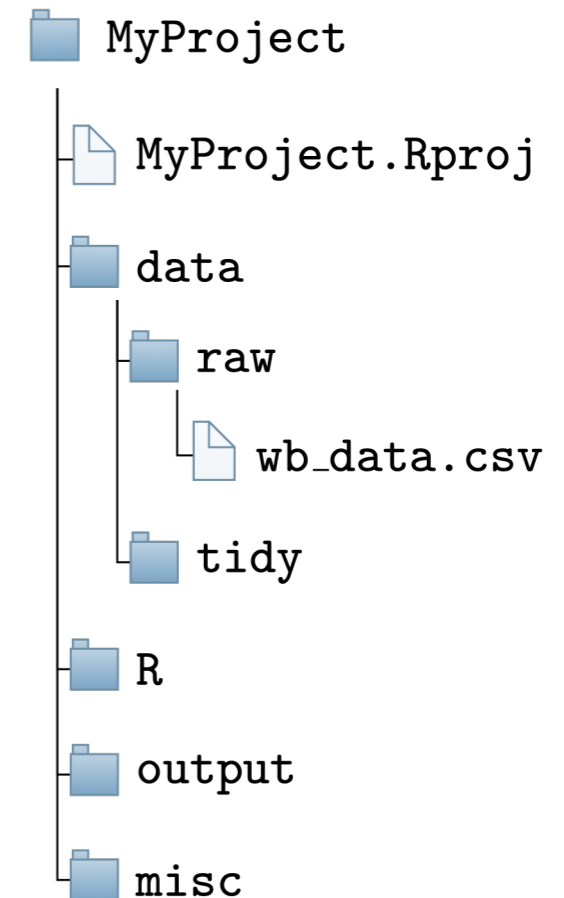 MyProject
MyProject.Rproj
data
raw
wb_data.csv
tidy
R
output
misc